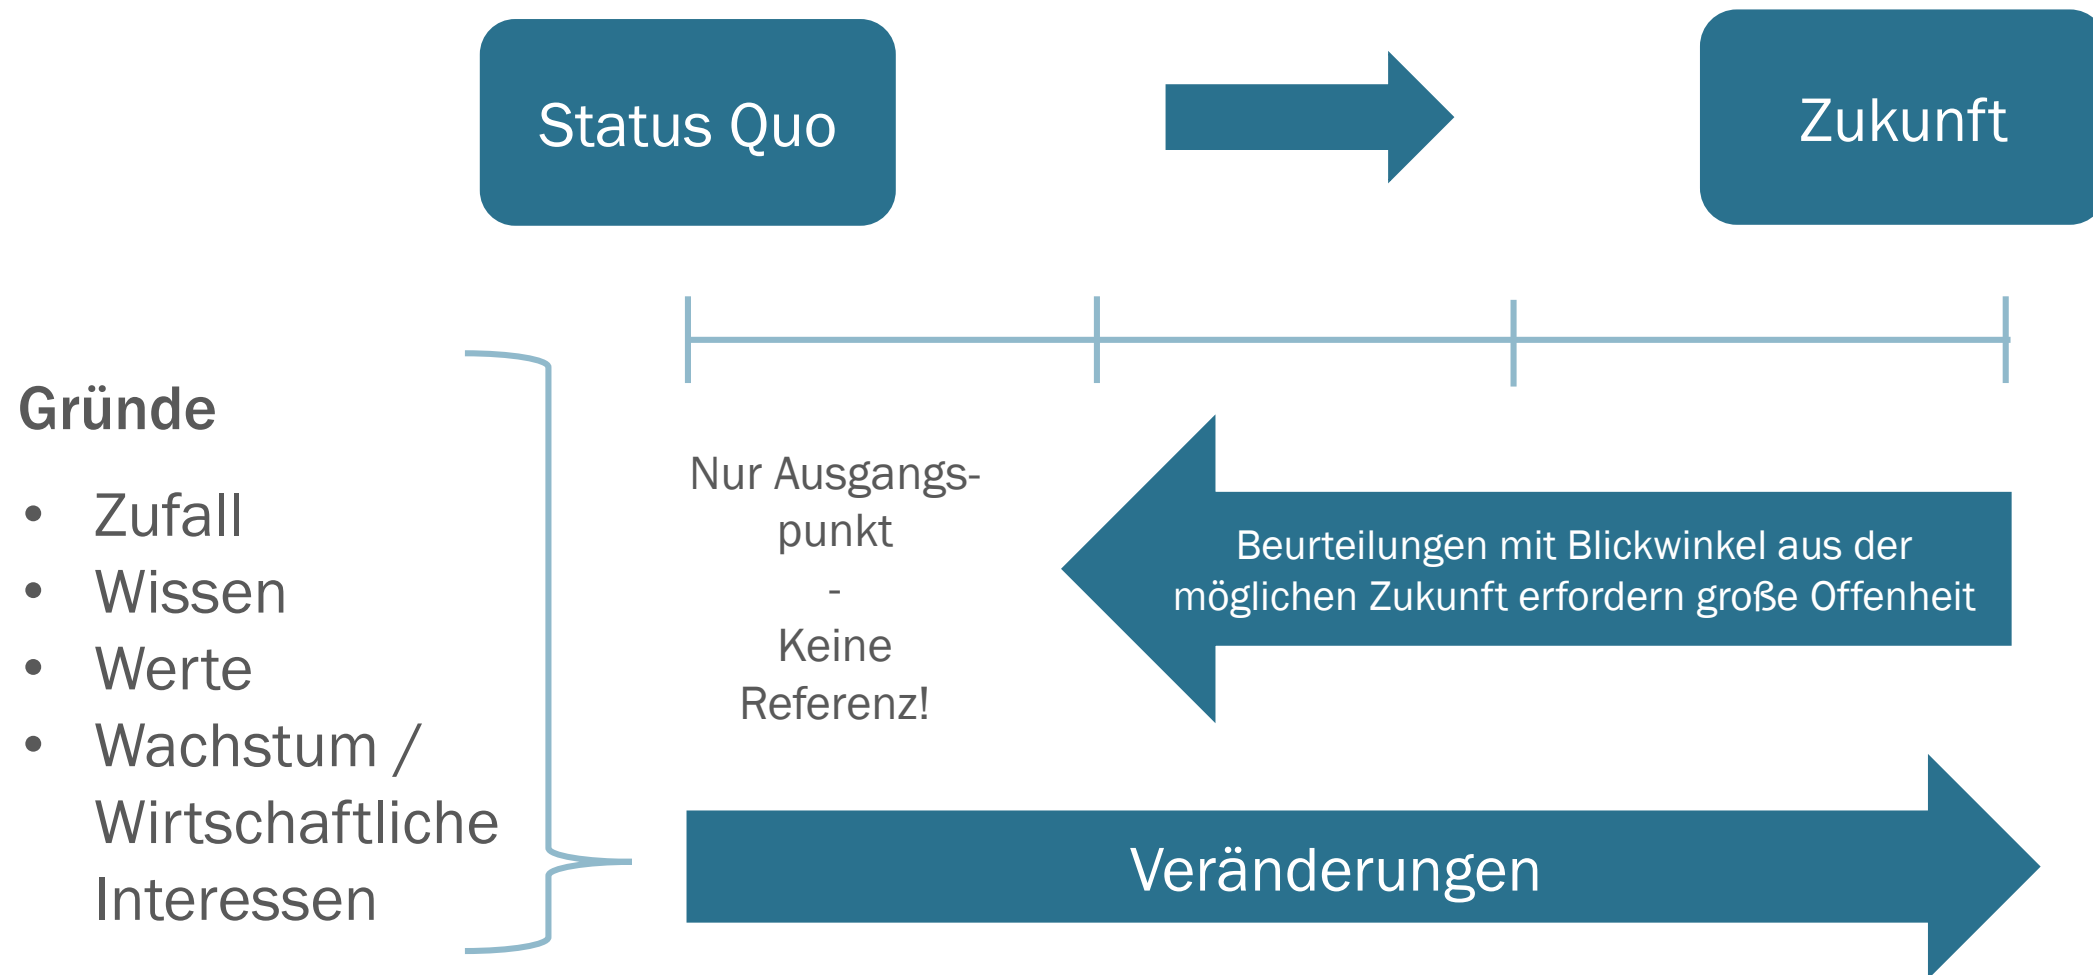 Status Quo
Zukunft
Gründe
• Zufall
• Wissen
• Werte
• Wachstum /
Wirtschaftliche
Interessen
Nur Ausgangs-
punkt
-
Keine
Referenz!
Beurteilungen mit Blickwinkel aus der
möglichen Zukunft erfordern große Offenheit
Veränderungen